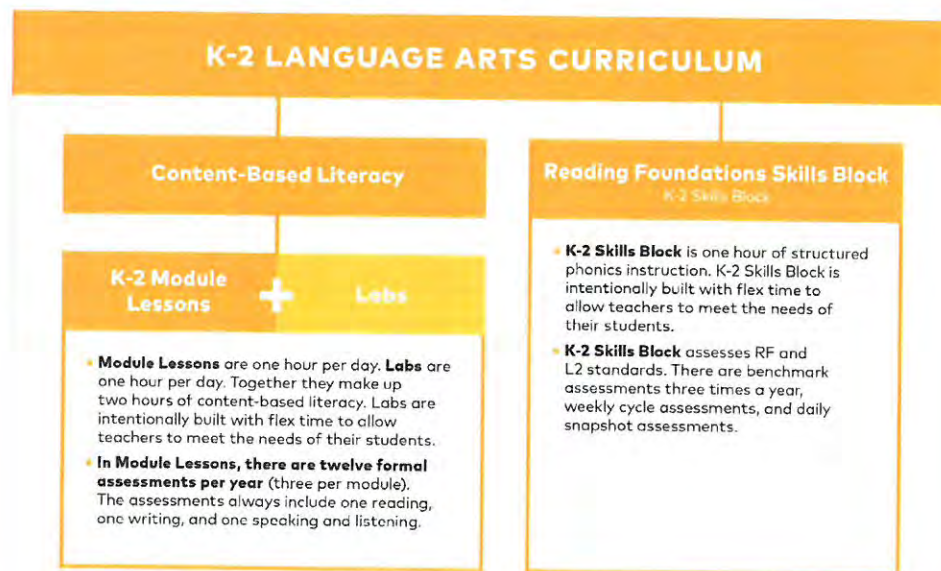 K-2 LANGUAGE ARTS CURRICULUM
Content-Based Literacy
K-2 Module
Lessons
+
Labs
• Module Lessons are one hour per day. Labs are
one hour per day. Together they make up
two hours of content-based literacy. Labs are
intentionally built with flex time to allow
teachers to meet the needs of their students.
• In Module Lessons, there are twelve formal
assessments per year (three per module).
The assessments always include one reading,
one writing, and one speaking and listening.
Reading Foundations Skills Block
K-2 Skills Block
• K-2 Skills Block is one hour of structured
phonics instruction. K-2 Skills Block is
intentionally built with flex time to
allow teachers to meet the needs of
their students.
• K-2 Skills Block assesses RF and
L2 standards. There are benchmark
assessments three times a year,
weekly cycle assessments, and daily
snapshot assessments.